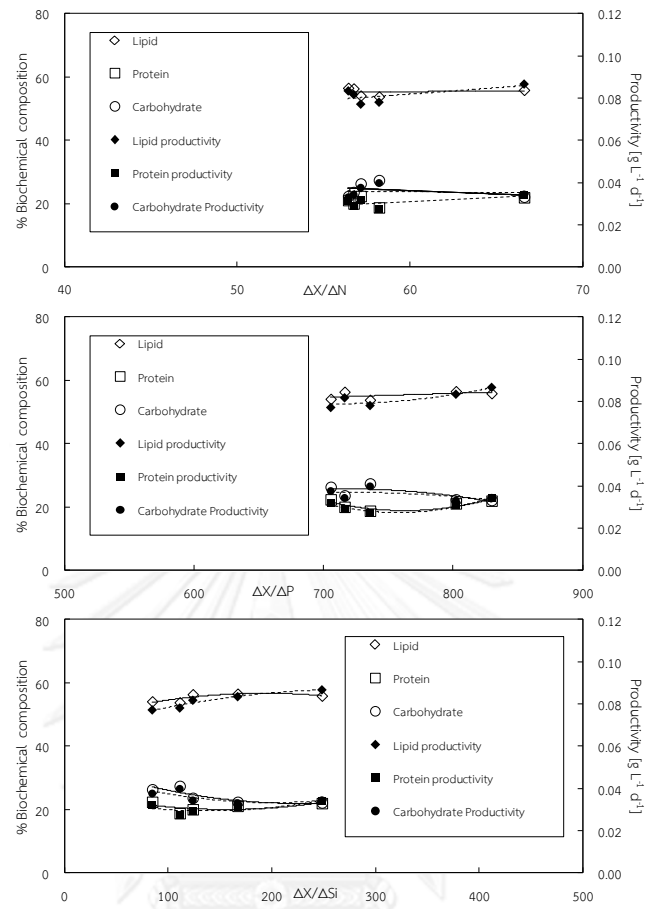 80
60
40
20
0
% Biochemical composition
Lipid
Protein
Carbohydrate
Lipid productivity
Protein productivity
Carbohydrate Productivity
0.12
0.10
0.08
0.06
0.04
0.02
0.00
Productivity [g L⁻¹ d⁻¹]
40
50
60
70
ΔX/ΔN
80
60
40
20
0
% Biochemical composition
Lipid
Protein
Carbohydrate
Lipid productivity
Protein productivity
Carbohydrate Productivity
0.12
0.10
0.08
0.06
0.04
0.02
0.00
Productivity [g L⁻¹ d⁻¹]
500
600
700
800
900
ΔX/ΔP
80
60
40
20
0
% Biochemical composition
Lipid
Protein
Carbohydrate
Lipid productivity
Protein productivity
Carbohydrate Productivity
0.12
0.10
0.08
0.06
0.04
0.02
0.00
Productivity [g L⁻¹ d⁻¹]
0
100
200
300
400
500
ΔX/ΔSi